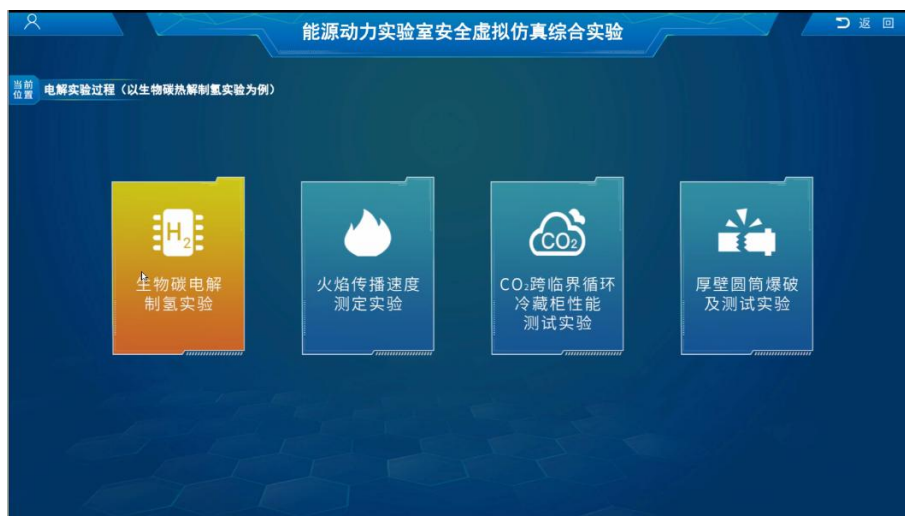 能源动力实验室安全虚拟仿真综合实验
返 回
当前
位置
电解实验过程（以生物碳热解制氢实验为例）
H2
生物碳电解
制氢实验
火焰传播速度
测定实验
CO₂
CO₂跨临界循环
冷藏柜性能
测试实验
厚壁圆筒爆破
及测试实验